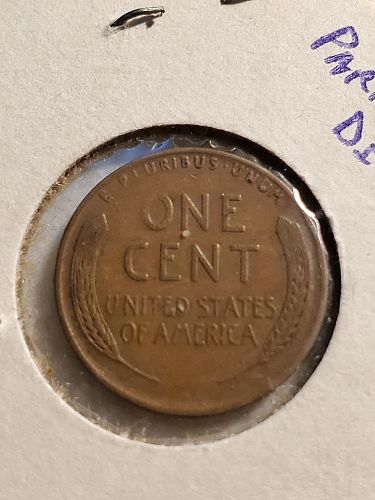 E·PLURIBUS·UNUM
ONE
CENT
UNITED STATES
OF AMERICA